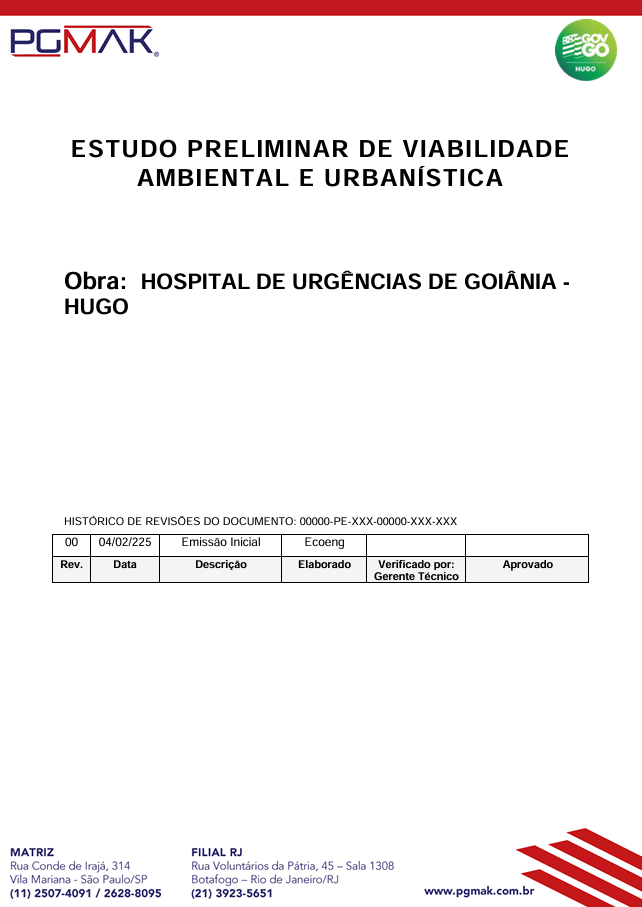 PGMAK®
GOV
GO
HUGO
ESTUDO PRELIMINAR DE VIABILIDADE
AMBIENTAL E URBANÍSTICA
Obra: HOSPITAL DE URGÊNCIAS DE GOIÂNIA -
HUGO
HISTÓRICO DE REVISÕES DO DOCUMENTO: 00000-PE-XXX-00000-XXX-XXX
00 04/02/225 Emissão Inicial Ecoeng
Rev. Data Descrição Elaborado Verificado por: Aprovado
Gerente Técnico
MATRIZ
Rua Conde de Irajá, 314
Vila Mariana - São Paulo/SP
(11) 2507-4091 / 2628-8095
FILIAL RJ
Rua Voluntários da Pátria, 45 – Sala 1308
Botafogo – Rio de Janeiro/RJ
(21) 3923-5651
www.pgmak.com.br